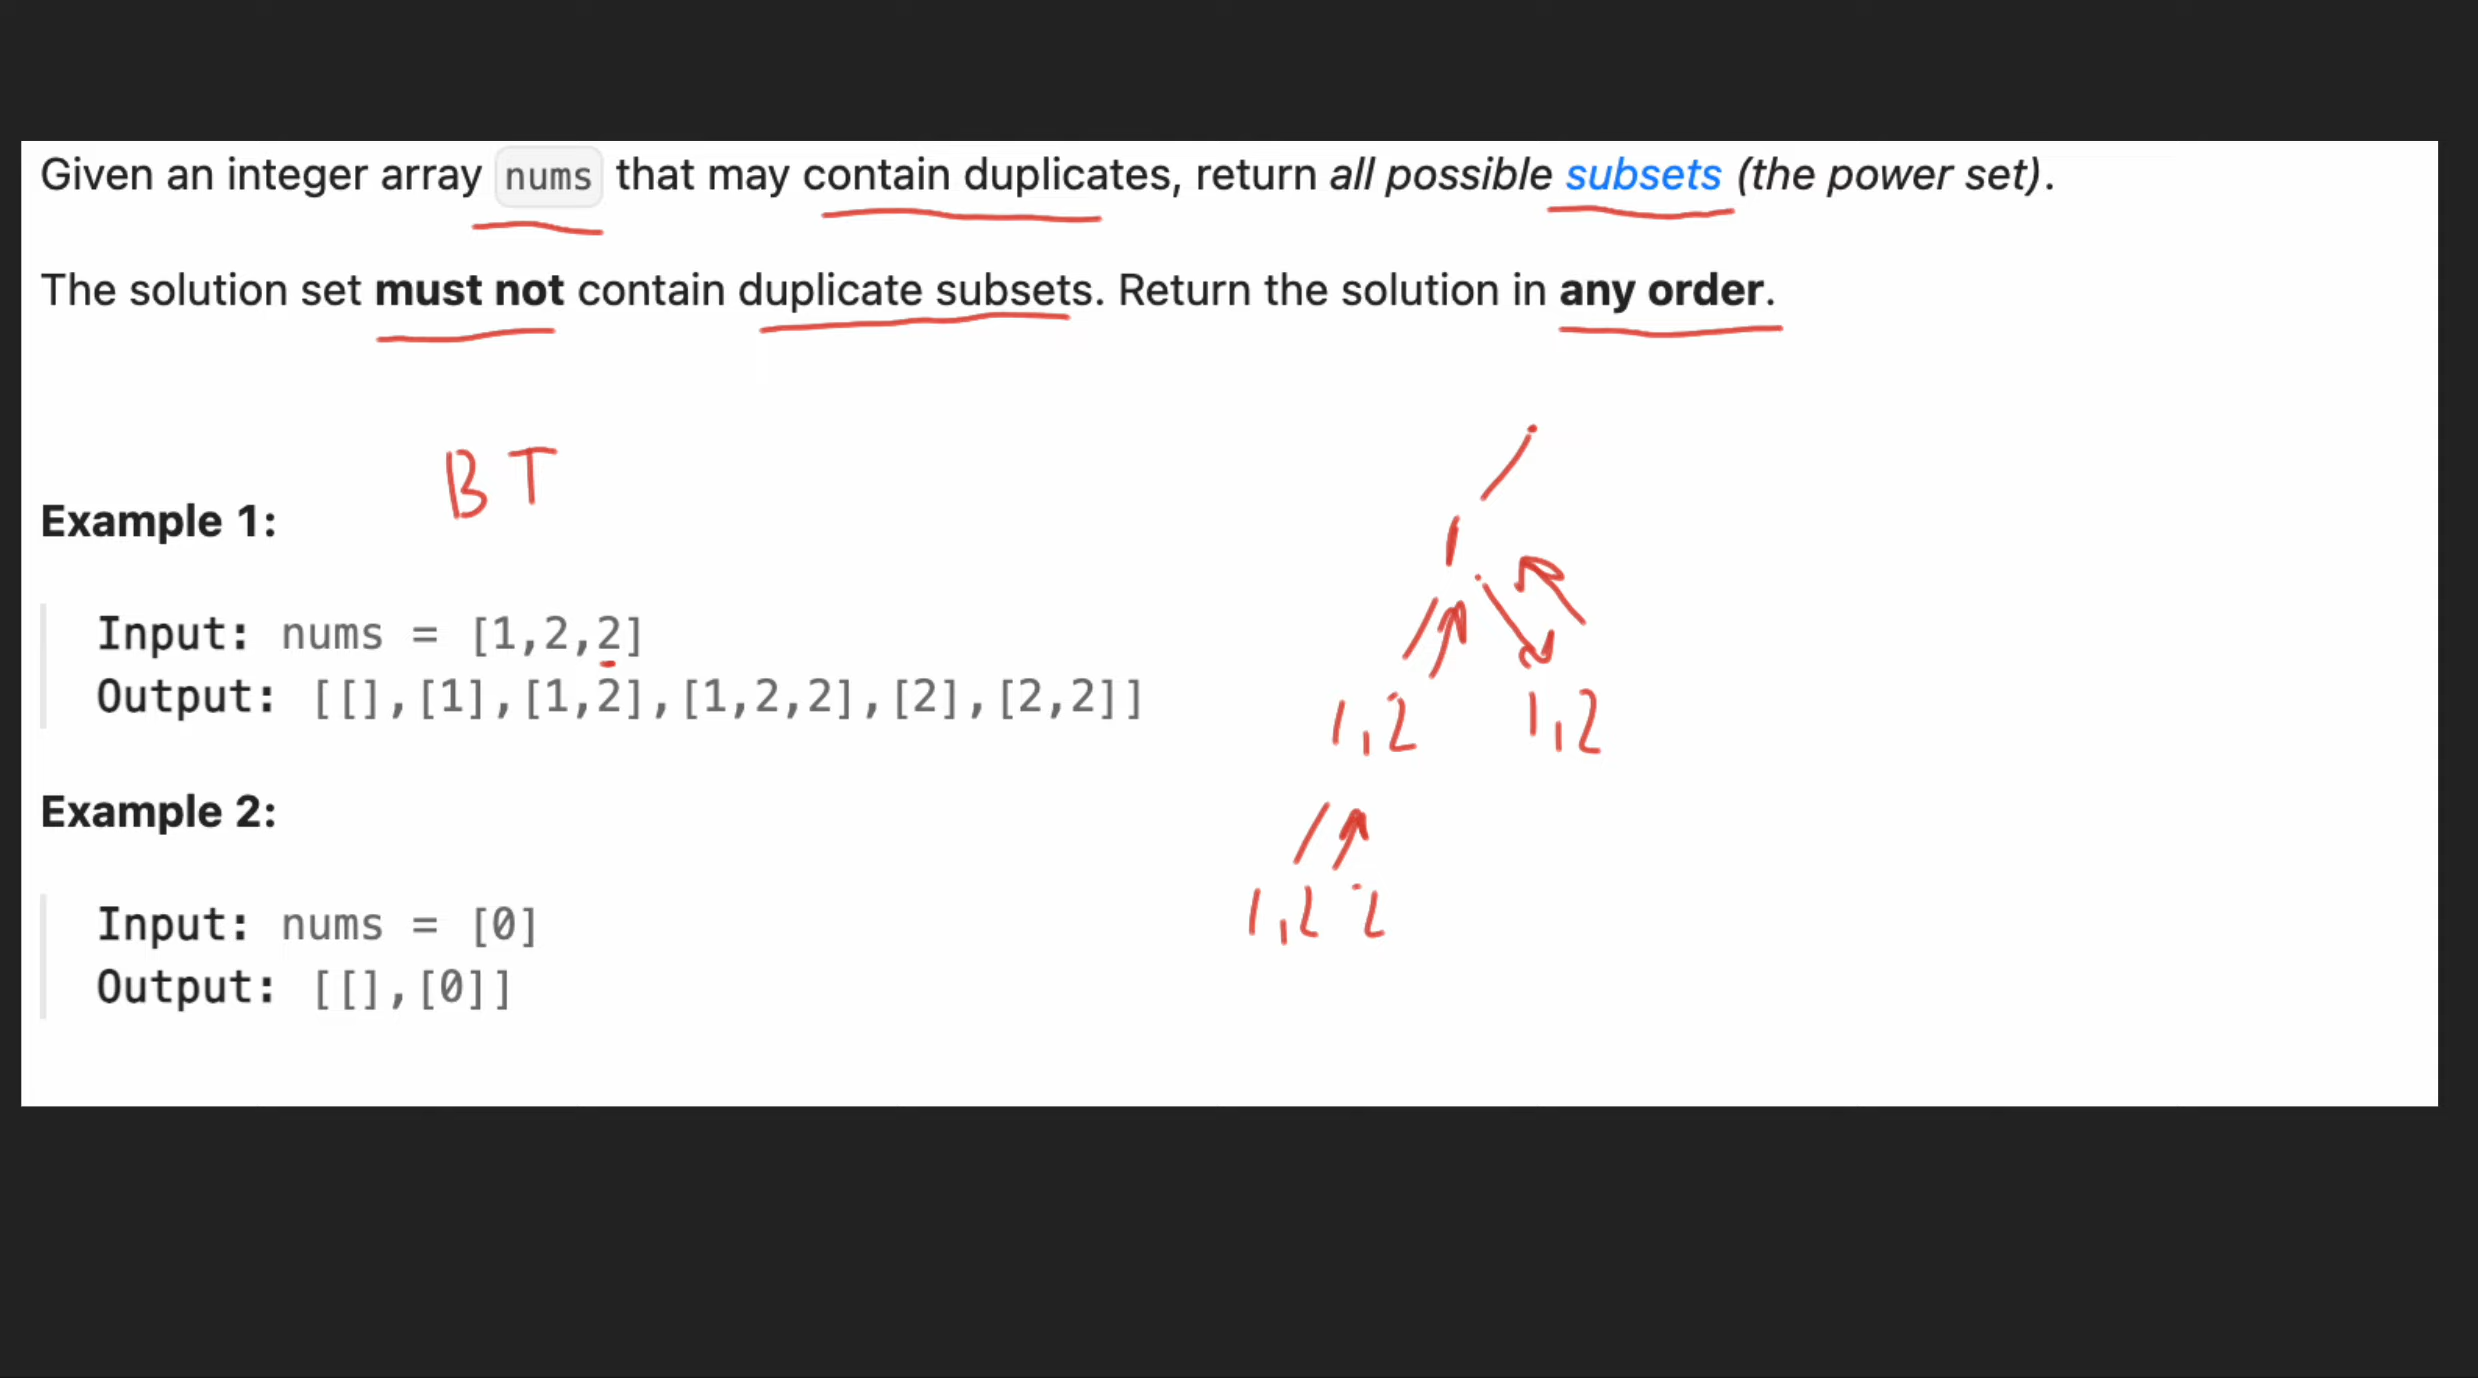 Given an integer array nums that may contain duplicates, return all possible subsets (the power set).
The solution set must not contain duplicate subsets. Return the solution in any order.
BT
Example 1:
1
Input: nums = [1,2,2]
Output: [[],[1],[1,2],[1,2,2],[2],[2,2]]
1,2 1,2
Example 2:
1,2 2
Input: nums = [0]
Output: [[],[0]]